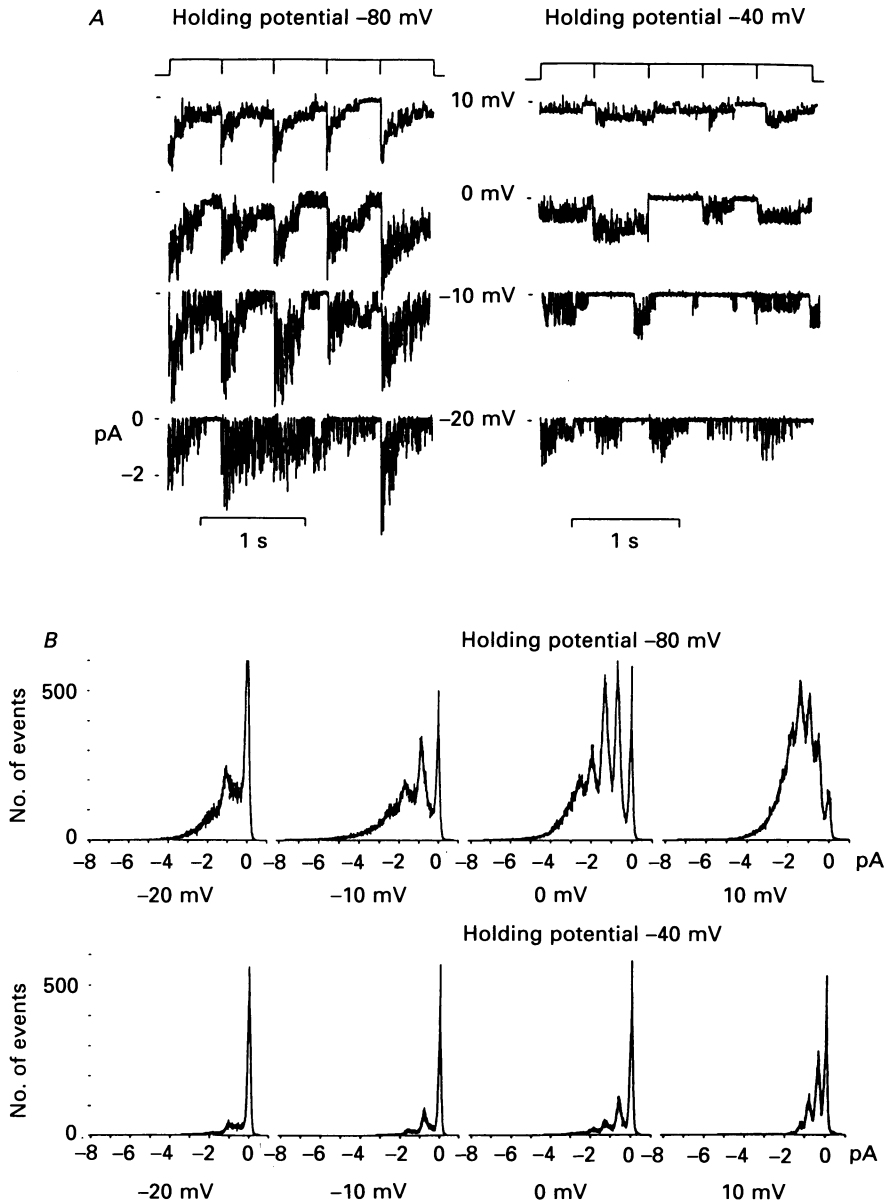 A Holding potential –80 mV Holding potential –40 mV
10 mV
0 mV
–10 mV
0 –20 mV
pA
–2
1 s 1 s
B Holding potential –80 mV
No. of events
500
0
–8 –6 –4 –2 0 –8 –6 –4 –2 0 –8 –6 –4 –2 0 –8 –6 –4 –2 0 pA
–20 mV –10 mV 0 mV 10 mV
Holding potential –40 mV
No. of events
500
0
–8 –6 –4 –2 0 –8 –6 –4 –2 0 –8 –6 –4 –2 0 –8 –6 –4 –2 0 pA
–20 mV –10 mV 0 mV 10 mV